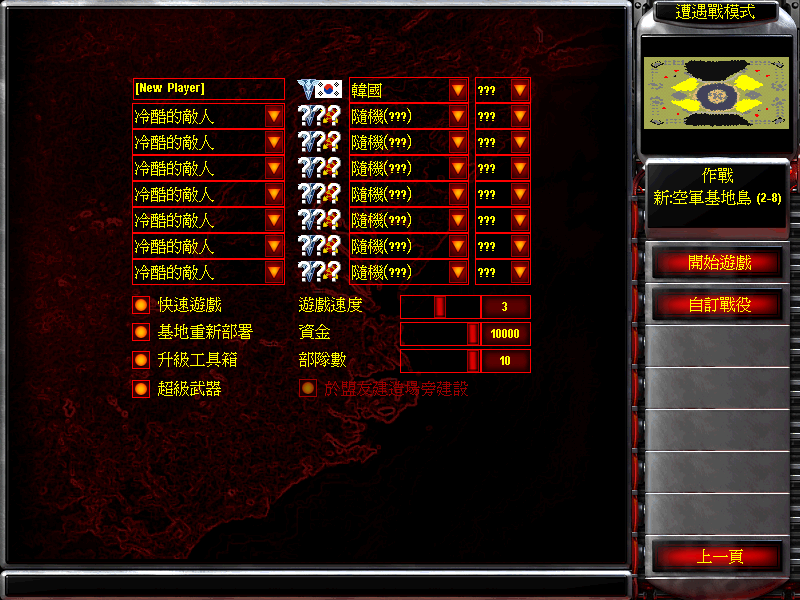 遭遇戰模式
[New Player] 韓國 ???
冷酷的敵人 ??? 隨機(???) ???
冷酷的敵人 ??? 隨機(???) ???
冷酷的敵人 ??? 隨機(???) ???
冷酷的敵人 ??? 隨機(???) ???
冷酷的敵人 ??? 隨機(???) ???
冷酷的敵人 ??? 隨機(???) ???
冷酷的敵人 ??? 隨機(???) ???
快速遊戲 遊戲速度 3
基地重新部署 資金 10000
升級工具箱 部隊數 10
超級武器 於盟友建造場旁建設
作戰
新:空軍基地島 (2-8)
開始遊戲
自訂戰役
上一頁